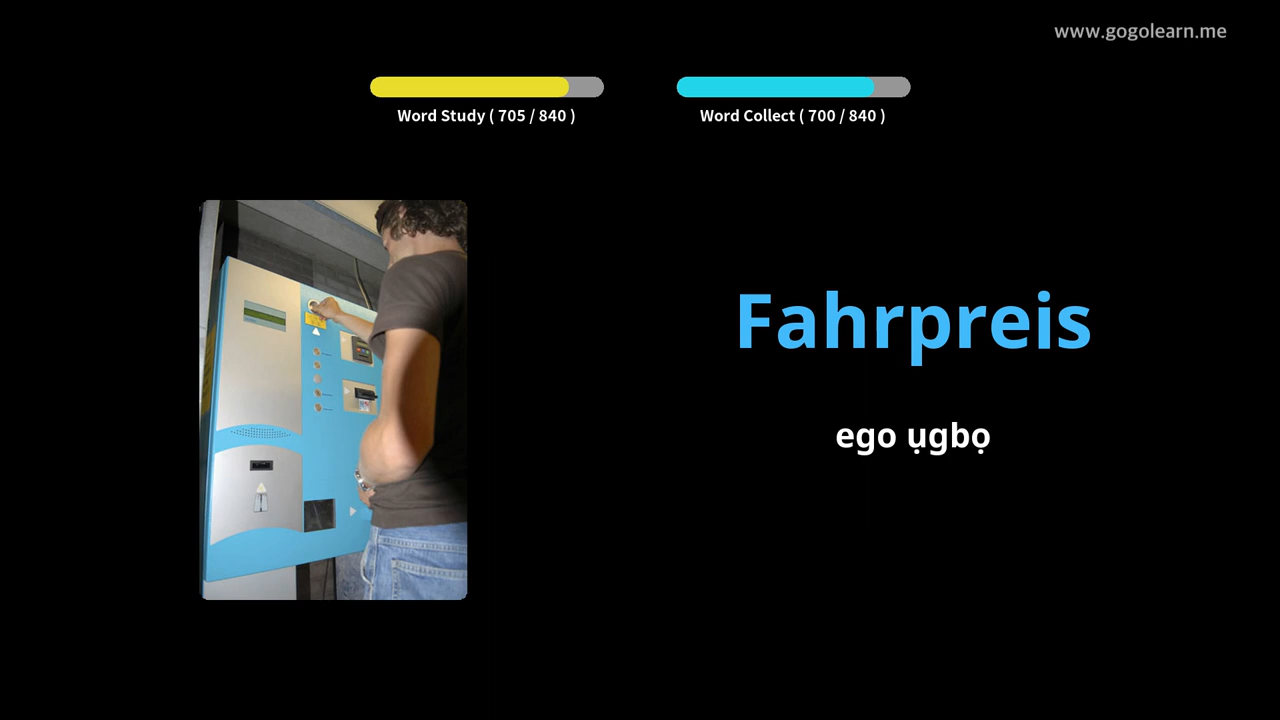 www.gogolearn.me
Word Study ( 705 / 840 )
Word Collect ( 700 / 840 )
Fahrpreis
ego ụgbọ